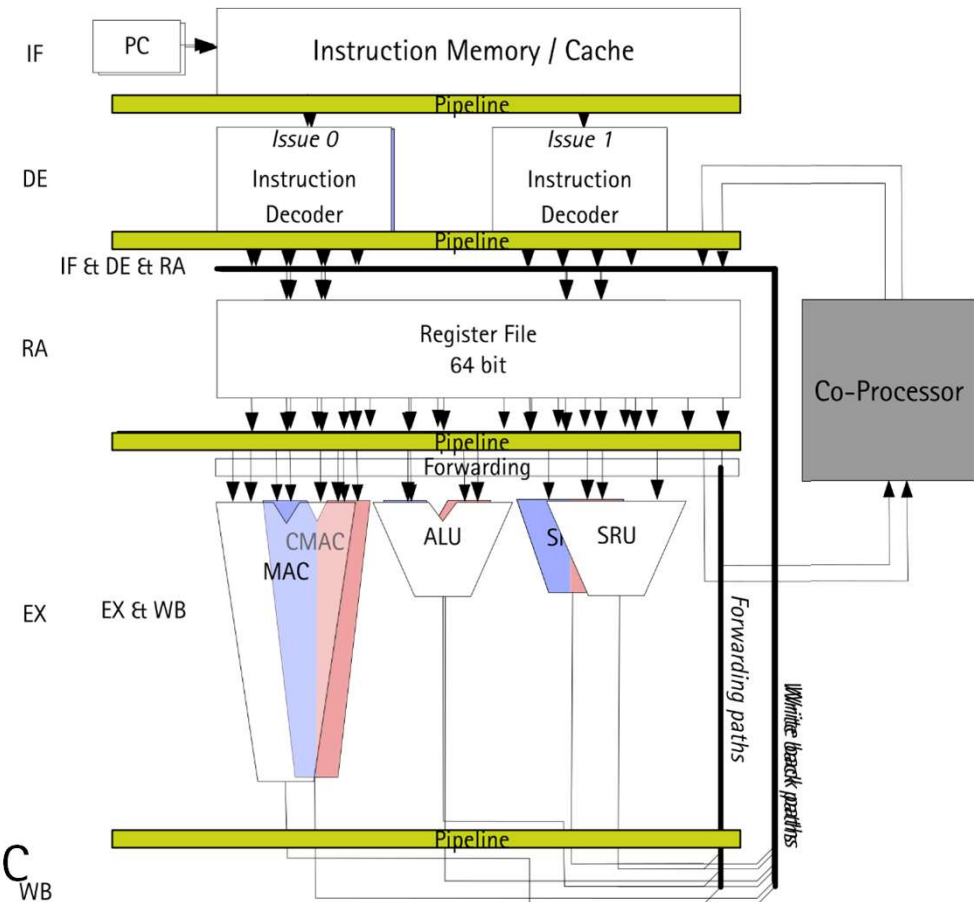 IF
PC
Instruction Memory / Cache
Pipeline
Issue 0
Issue 1
DE
Instruction
Decoder
Instruction
Decoder
Pipeline
IF & DE & RA
RA
Register File
64 bit
Co-Processor
Pipeline
Forwarding
CMAC
MAC
ALU
SRU
EX
EX & WB
Forwarding paths
back paths
Pipeline
C
WB